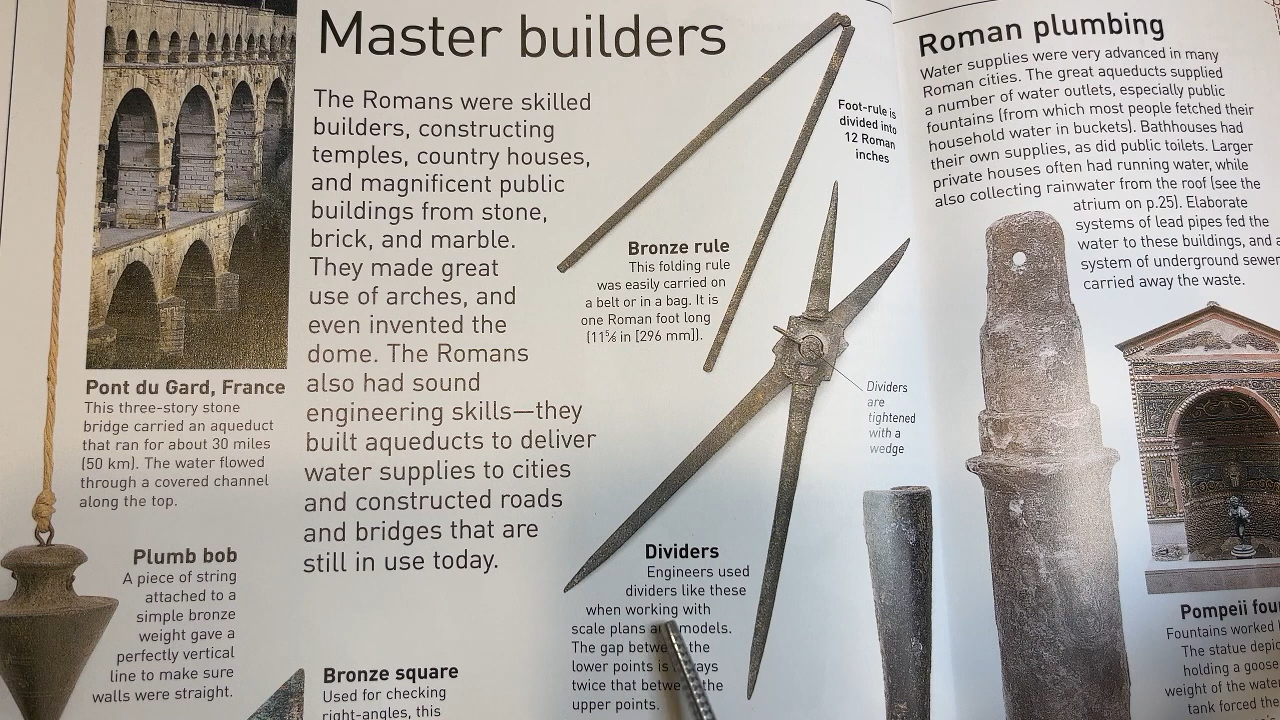 Master builders
The Romans were skilled
builders, constructing
temples, country houses,
and magnificent public
buildings from stone,
brick, and marble.
They made great
use of arches, and
even invented the
dome. The Romans
also had sound
engineering skills—they
built aqueducts to deliver
water supplies to cities
and constructed roads
and bridges that are
still in use today.
Pont du Gard, France
This three-story stone
bridge carried an aqueduct
that ran for about 30 miles
(50 km). The water flowed
through a covered channel
along the top.
Plumb bob
A piece of string
attached to a
simple bronze
weight gave a
perfectly vertical
line to make sure
walls were straight.
Bronze square
Used for checking
right-angles, this
Bronze rule
This folding rule
was easily carried on
a belt or in a bag. It is
one Roman foot long
(11⅝ in [296 mm]).
Foot-rule is
divided into
12 Roman
inches
Dividers
are
tightened
with a
wedge
Dividers
Engineers used
dividers like these
when working with
scale plans models.
The gap the
lower points is
twice that the
upper points.
Roman plumbing
Water supplies were very advanced in many
Roman cities. The great aqueducts supplied
a number of water outlets, especially public
fountains (from which most people fetched their
household water in buckets). Bathhouses had
their own supplies, as did public toilets. Larger
private houses often had running water, while
also collecting rainwater from the roof (see the
atrium on p.25). Elaborate
systems of lead pipes fed the
water to these buildings, and a
system of underground sewer
carried away the waste.
Pompeii
Fountains worked
The statue
holding a goose
weight of the water
tank forced the